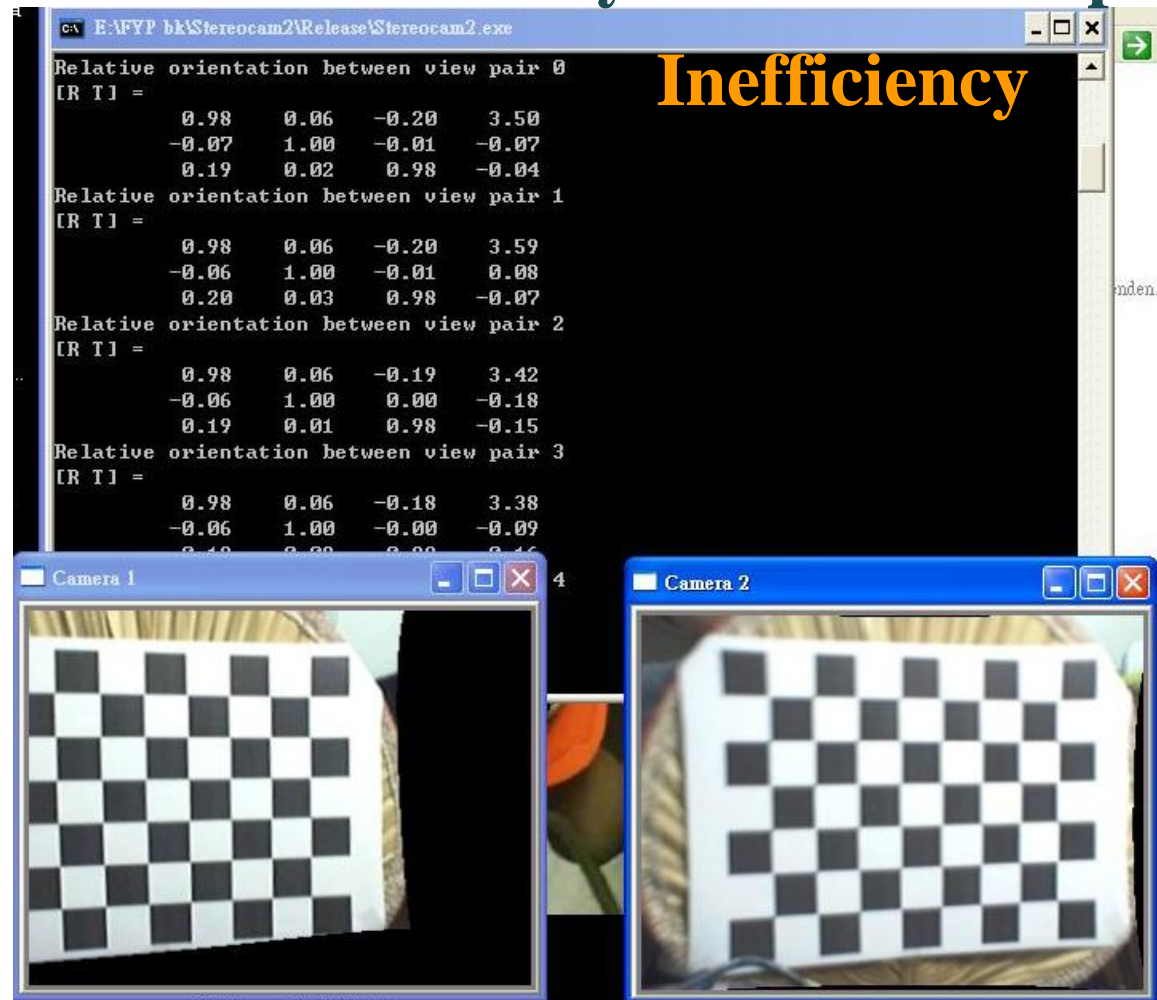 E:\FYP bk\Stereocam2\Release\Stereocam2.exe
Inefficiency
Relative orientation between view pair 0
[R T] =
0.98 0.06 -0.20 3.50
-0.07 1.00 -0.01 -0.07
0.19 0.02 0.98 -0.04
Relative orientation between view pair 1
[R T] =
0.98 0.06 -0.20 3.59
-0.06 1.00 -0.01 0.08
0.20 0.03 0.98 -0.07
Relative orientation between view pair 2
[R T] =
0.98 0.06 -0.19 3.42
-0.06 1.00 0.00 -0.18
0.19 0.01 0.98 -0.15
Relative orientation between view pair 3
[R T] =
0.98 0.06 -0.18 3.38
-0.06 1.00 -0.00 -0.09
4
Camera 1
Camera 2